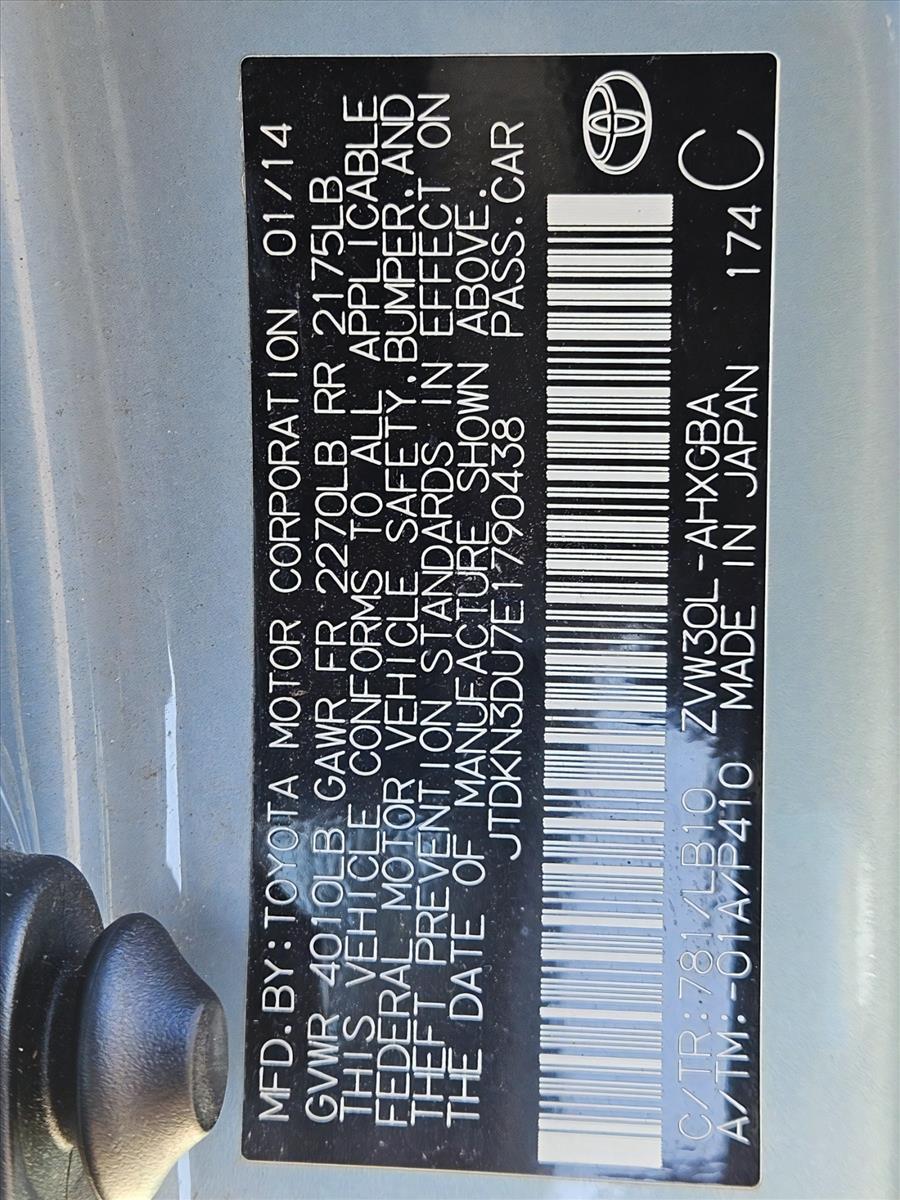 MFD.BY:TOYOTA MOTOR CORPORATION 01/14
GVWR 4010LB GAWR FR 2270LB RR 2175LB
THIS VEHICLE CONFORMS TO ALL APPLICABLE
FEDERAL MOTOR VEHICLE SAFETY.BUMPER.AND
THEFT PREVENTION STANDARDS IN EFFECT ON
THE DATE OF MANUFACTURE SHOWN ABOVE.
JTDKN3DU7E1790438 PASS.CAR
C/TR:781/LB10 ZVW30L-AHXGBA 174 C
A/TM:-01A/P410 MADE IN JAPAN